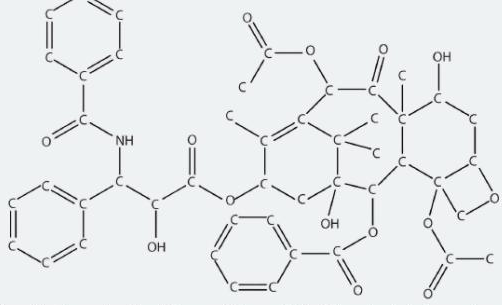 C C O
C C C O O OH
C C
C C C C
C C C C C C
O NH O C C
C
C C
C C C C C C C
C C C O C O
C C C
OH O
O
C C OH
C C C
C C C
C C O O